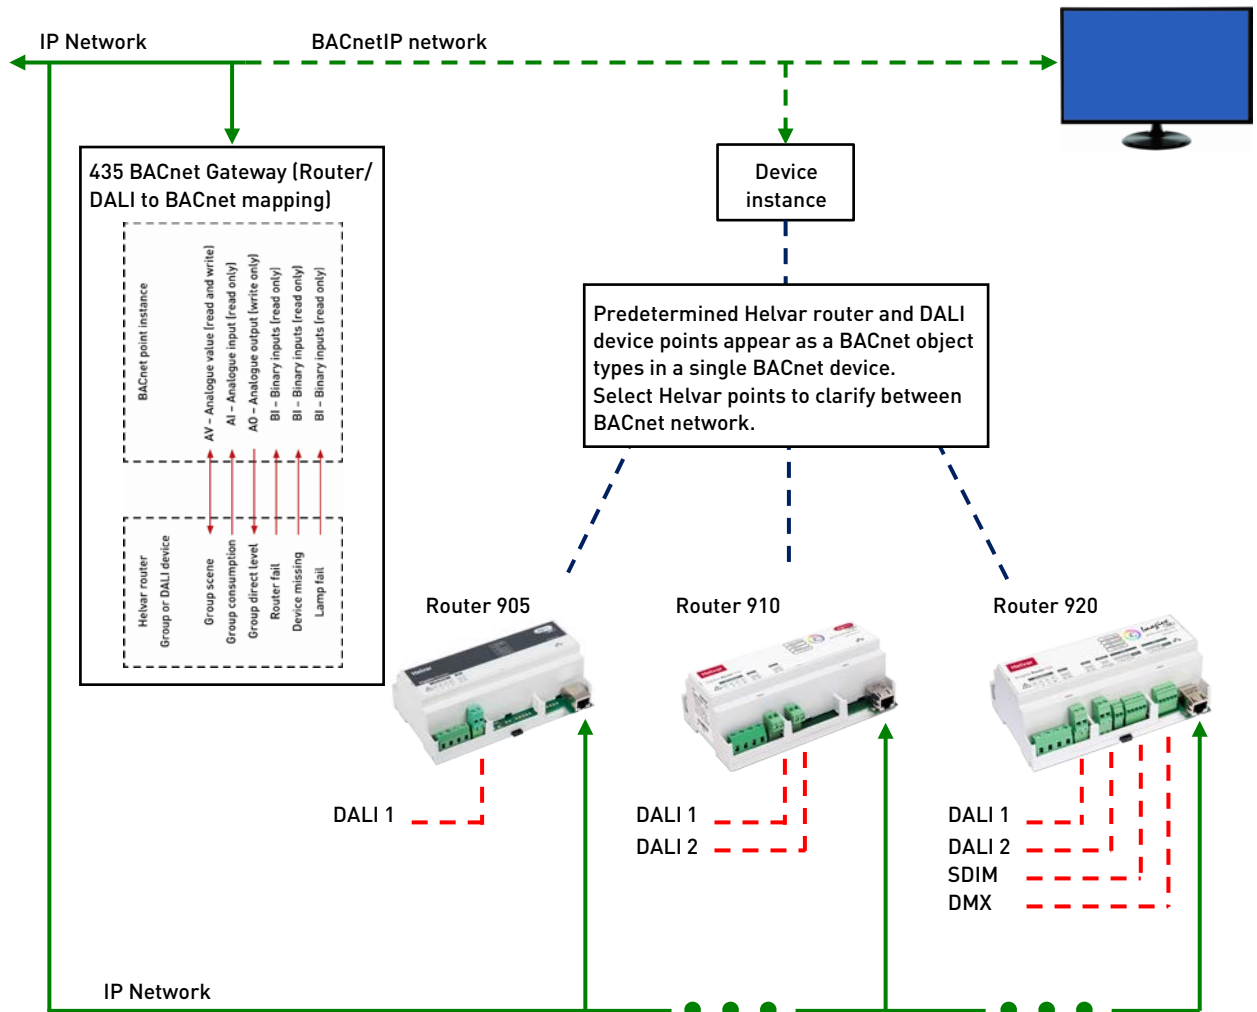 IP Network
BACnetIP network
435 BACnet Gateway (Router/
DALI to BACnet mapping)
BACnet point instance
AV – Analogue value (read and write)
AI – Analogue input (read only)
AO – Analogue output (write only)
BI – Binary inputs (read only)
BI – Binary inputs (read only)
BI – Binary inputs (read only)
Helvar router
Group or DALI device
Group scene
Group consumption
Group direct level
Router fail
Device missing
Lamp fail
Device
instance
Predetermined Helvar router and DALI
device points appear as a BACnet object
types in a single BACnet device.
Select Helvar points to clarify between
BACnet network.
Router 905
Router 910
Router 920
Helvar
Helvar
Helvar
Imagine
DALI 1
DALI 1
DALI 2
DALI 1
DALI 2
SDIM
DMX
IP Network